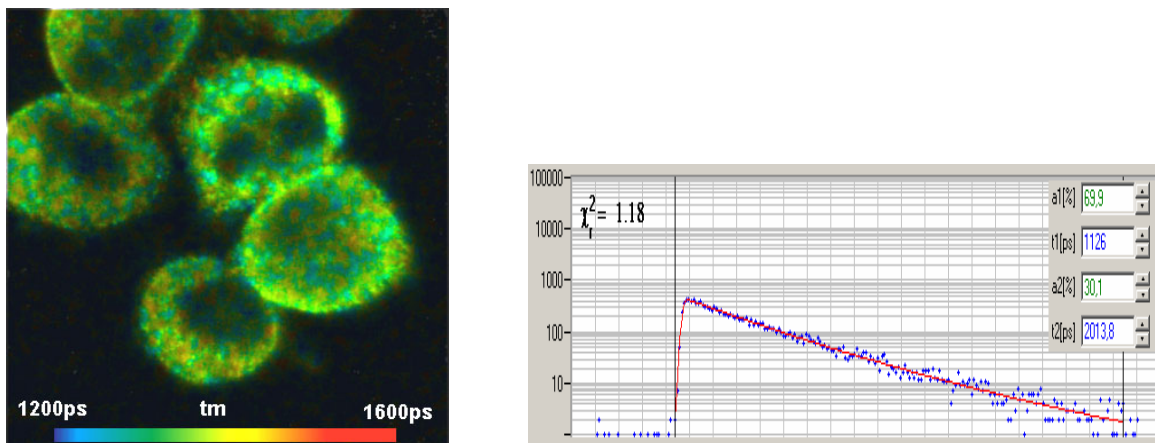 1200ps tm 1600ps
100000
10000
1000
100
10
χ²r = 1.18
a1[%] 69,9
t1[ps] 1126
a2[%] 30,1
t2[ps] 2013,8